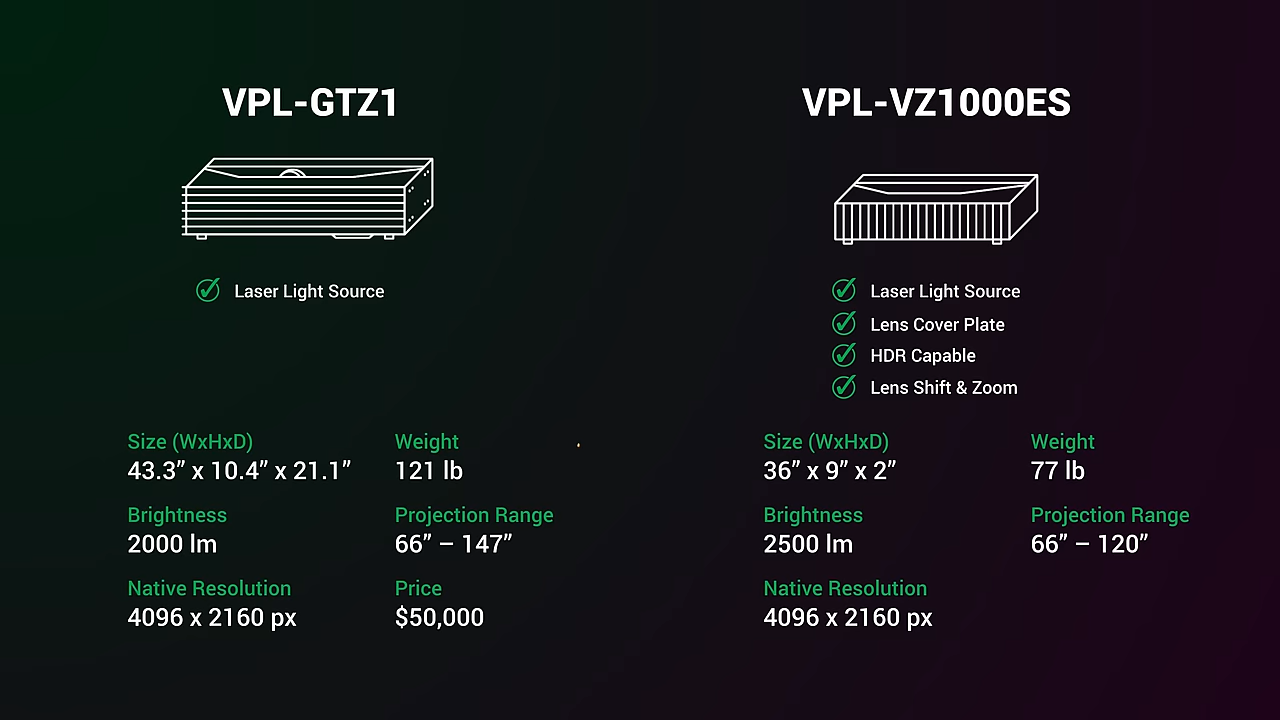 VPL-GTZ1
Laser Light Source
Size (WxHxD)
43.3” x 10.4” x 21.1”
Weight
121 lb
Brightness
2000 lm
Projection Range
66” – 147”
Native Resolution
4096 x 2160 px
Price
$50,000
VPL-VZ1000ES
Laser Light Source
Lens Cover Plate
HDR Capable
Lens Shift & Zoom
Size (WxHxD)
36” x 9” x 2”
Weight
77 lb
Brightness
2500 lm
Projection Range
66” – 120”
Native Resolution
4096 x 2160 px